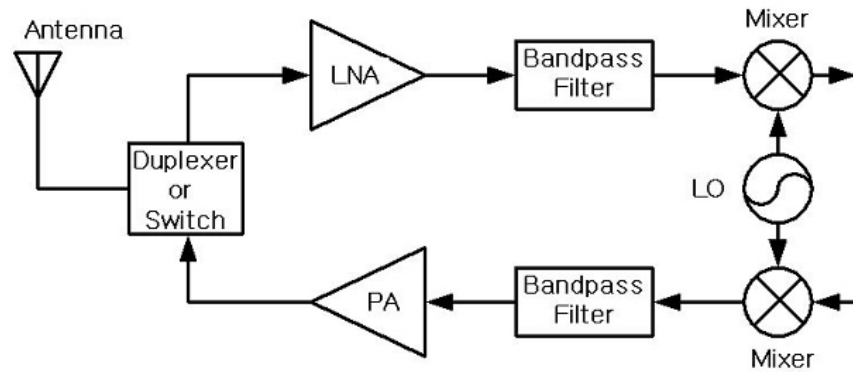 Antenna
Mixer
LNA
Bandpass
Filter
Duplexer
or
Switch
LO
PA
Bandpass
Filter
Mixer